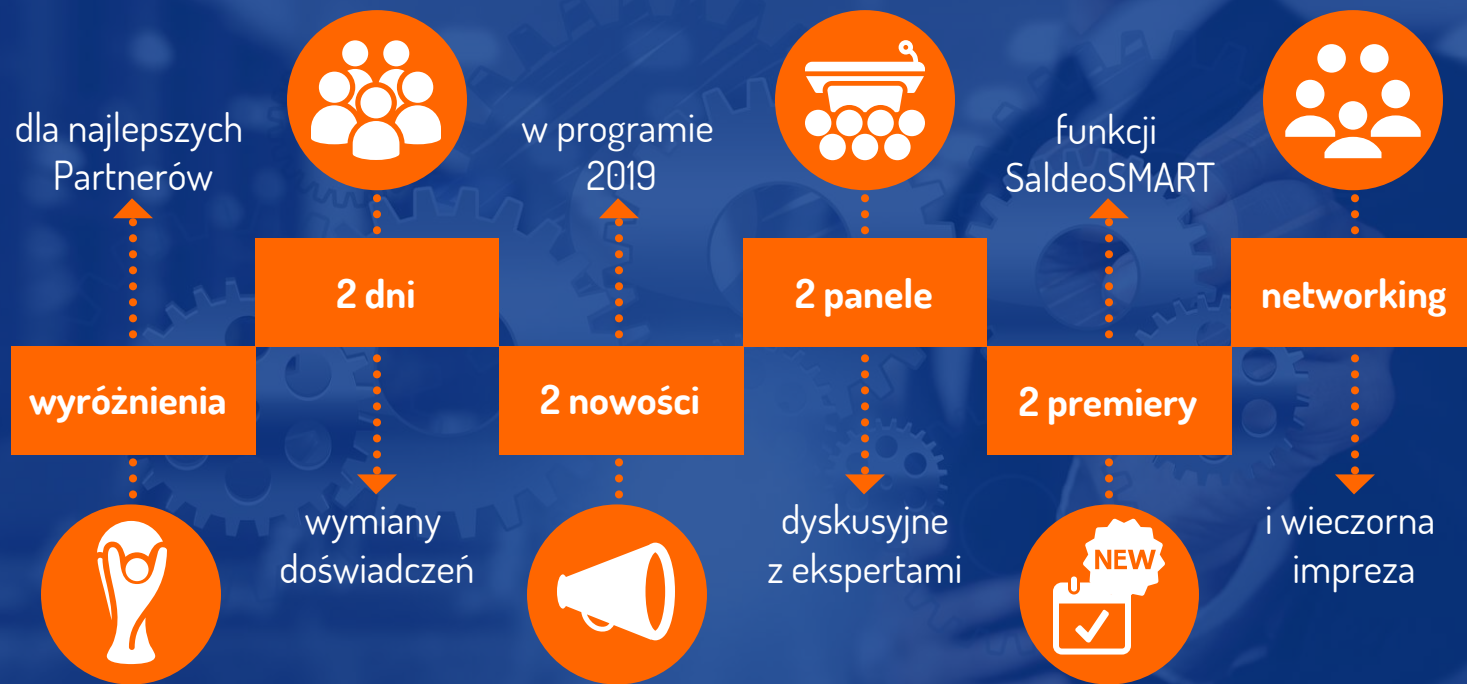 wyróżnienia
dla najlepszych
Partnerów
2 dni
wymiany
doświadczeń
2 nowości
w programie
2019
2 panele
dyskusyjne
z ekspertami
2 premiery
funkcji
SaldeoSMART
NEW
networking
i wieczorna
impreza